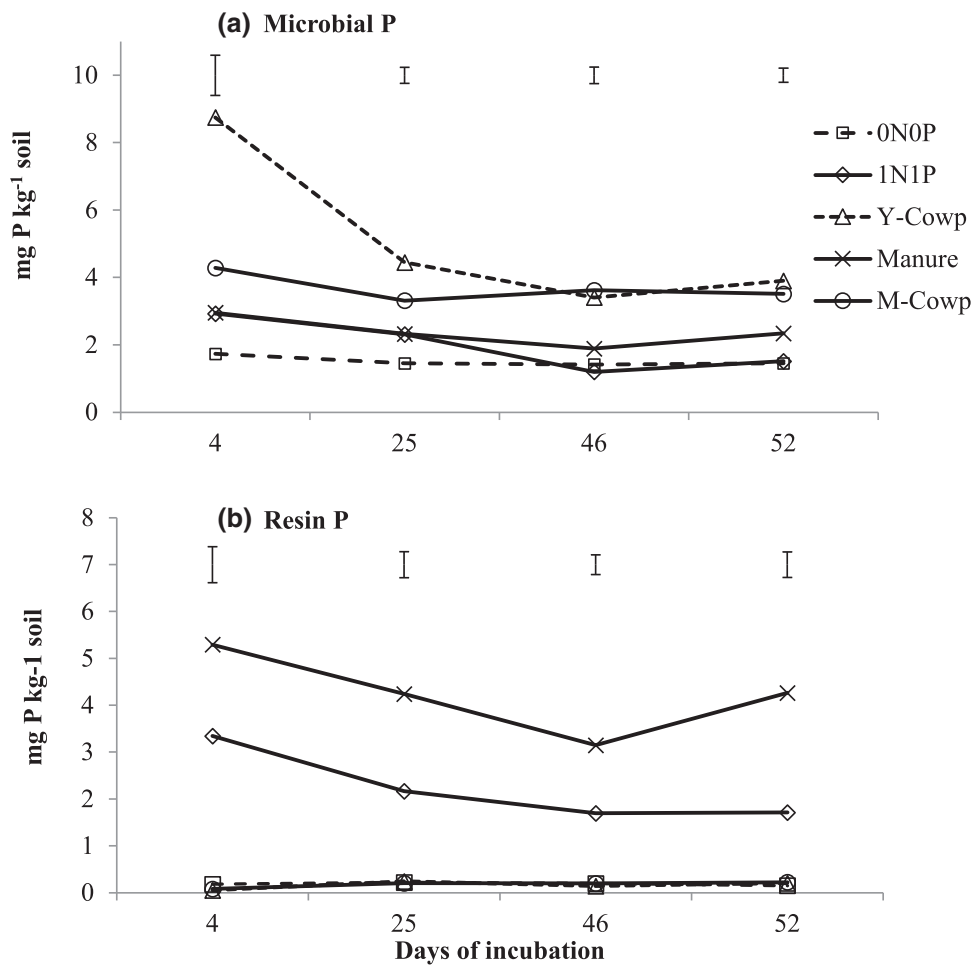 (a) Microbial P
10
8
6
4
2
0
mg P kg-1 soil
4 25 46 52
0N0P
1N1P
Y-Cowp
Manure
M-Cowp
(b) Resin P
8
7
6
5
4
3
2
1
0
mg P kg-1 soil
4 25 46 52
Days of incubation